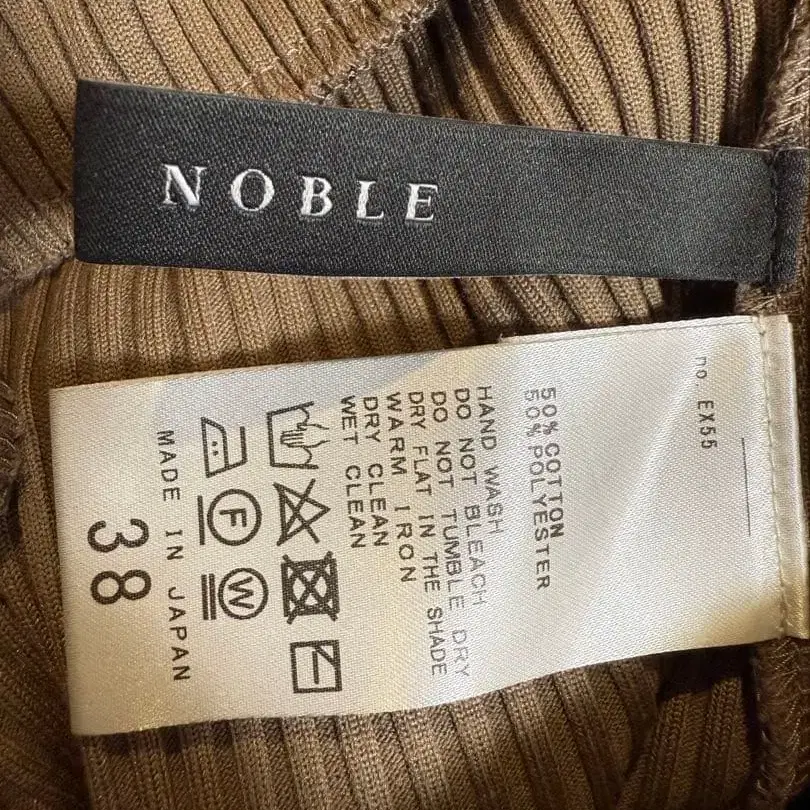 NOBLE
no. EX55
50% COTTON
50% POLYESTER
HAND WASH
DO NOT BLEACH
DO NOT TUMBLE DRY
DRY FLAT IN THE SHADE
WARM IRON
DRY CLEAN
WET CLEAN
F
W
MADE IN JAPAN
38